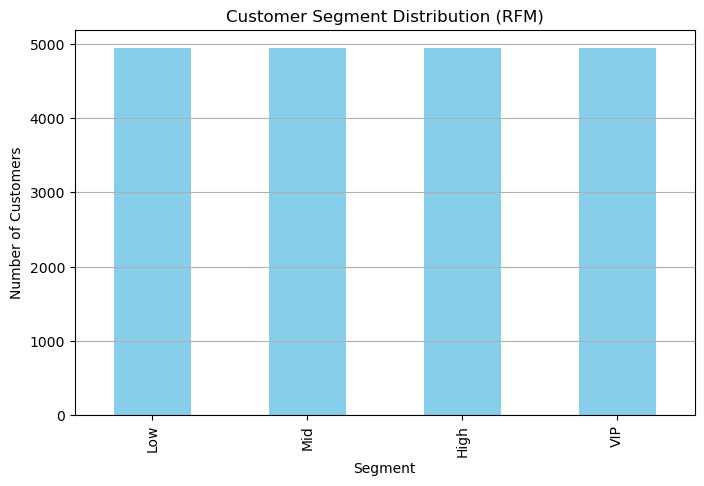 Customer Segment Distribution (RFM)
Number of Customers
5000
4000
3000
2000
1000
0
Low
Mid
High
VIP
Segment